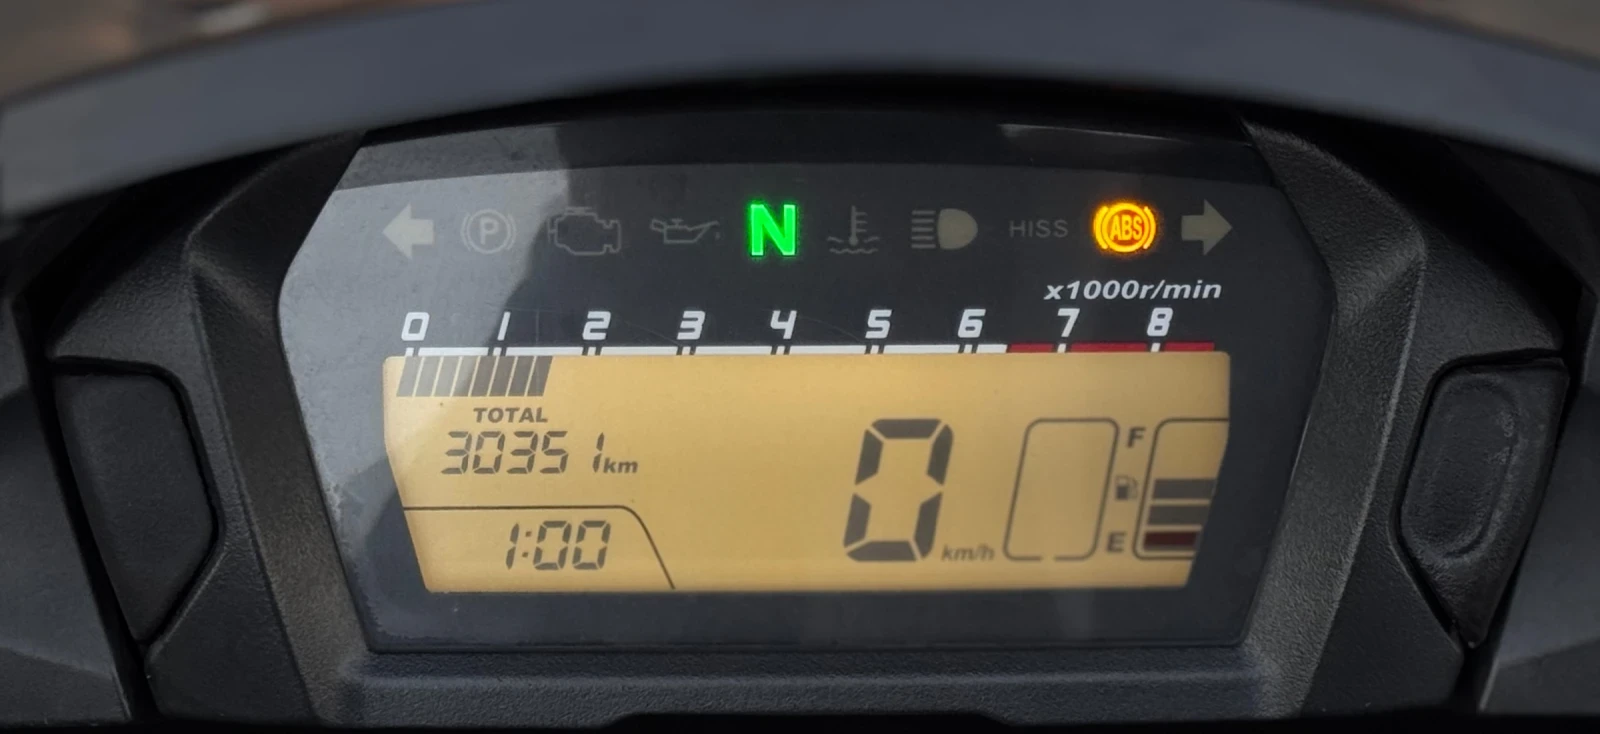 P N HISS ABS
x1000r/min
0 1 2 3 4 5 6 7 8
TOTAL
30351 km
1:00
0 km/h
F
E